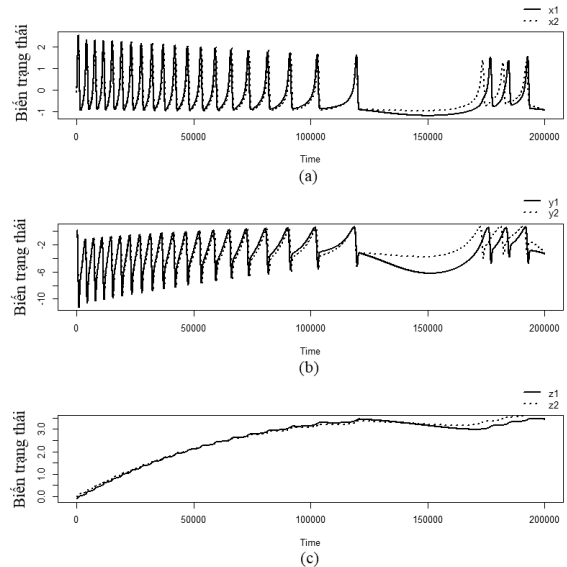 x1
x2
Biến trạng thái
2
1
0
-1
0 50000 100000 150000 200000
Time
(a)
y1
y2
Biến trạng thái
-2
-6
-10
0 50000 100000 150000 200000
Time
(b)
z1
z2
Biến trạng thái
3.0
2.0
1.0
0.0
0 50000 100000 150000 200000
Time
(c)